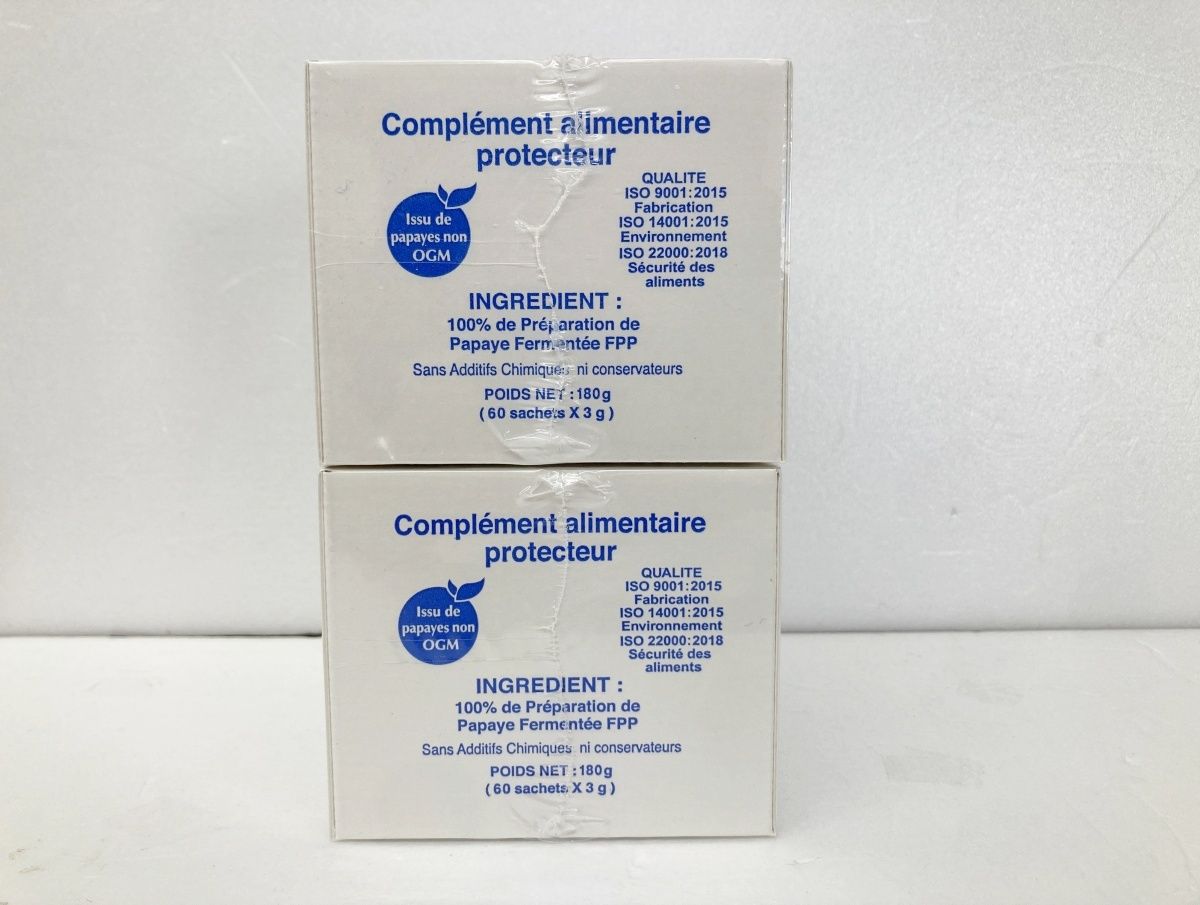 Complément alimentaire
protecteur
Issu de
papayes non
OGM
QUALITE
ISO 9001:2015
Fabrication
ISO 14001:2015
Environnement
ISO 22000:2018
Sécurité des
aliments
INGREDIENT :
100% de Préparation de
Papaye Fermentée FPP
Sans Additifs Chimiques ni conservateurs
POIDS NET : 180g
( 60 sachets X 3 g )
Complément alimentaire
protecteur
Issu de
papayes non
OGM
QUALITE
ISO 9001:2015
Fabrication
ISO 14001:2015
Environnement
ISO 22000:2018
Sécurité des
aliments
INGREDIENT :
100% de Préparation de
Papaye Fermentée FPP
Sans Additifs Chimiques ni conservateurs
POIDS NET : 180g
( 60 sachets X 3 g )